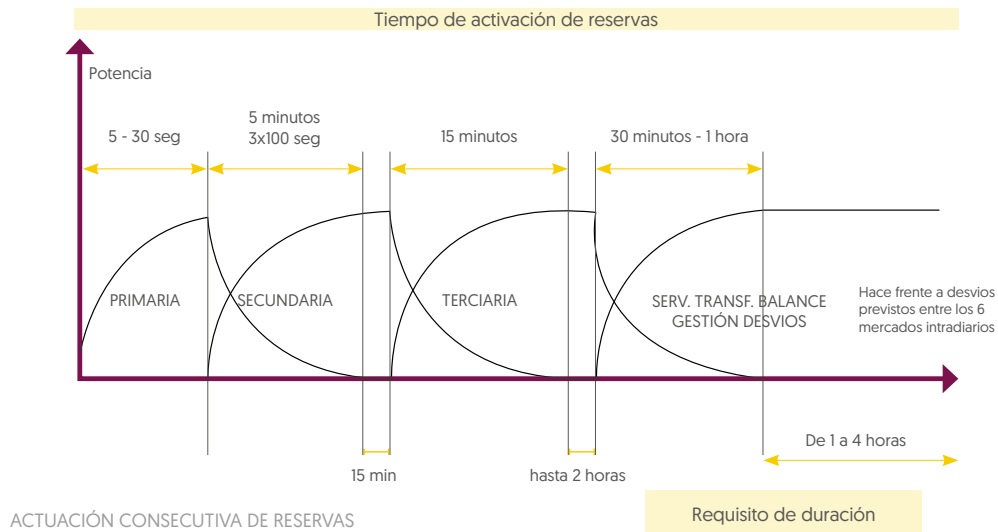 Tiempo de activación de reservas
Potencia
5 - 30 seg
5 minutos
3x100 seg
15 minutos
30 minutos - 1 hora
PRIMARIA
SECUNDARIA
TERCIARIA
SERV. TRANSF. BALANCE
GESTIÓN DESVIOS
Hace frente a desvios
previstos entre los 6
mercados intradiarios
15 min
hasta 2 horas
De 1 a 4 horas
ACTUACIÓN CONSECUTIVA DE RESERVAS
Requisito de duración